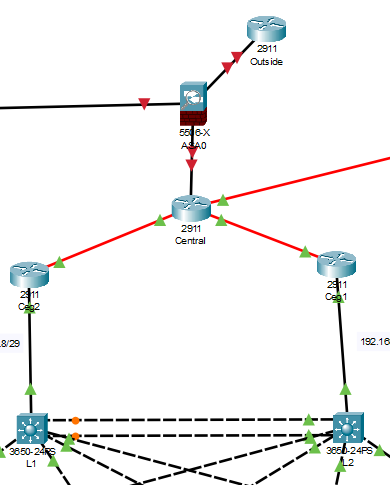 2911
Outside
5506-X
ASA0
2911
Central
2911
Ceg2
2911
Ceg1
.8/29
192.16
3650-24PS
L1
3650-24PS
L2